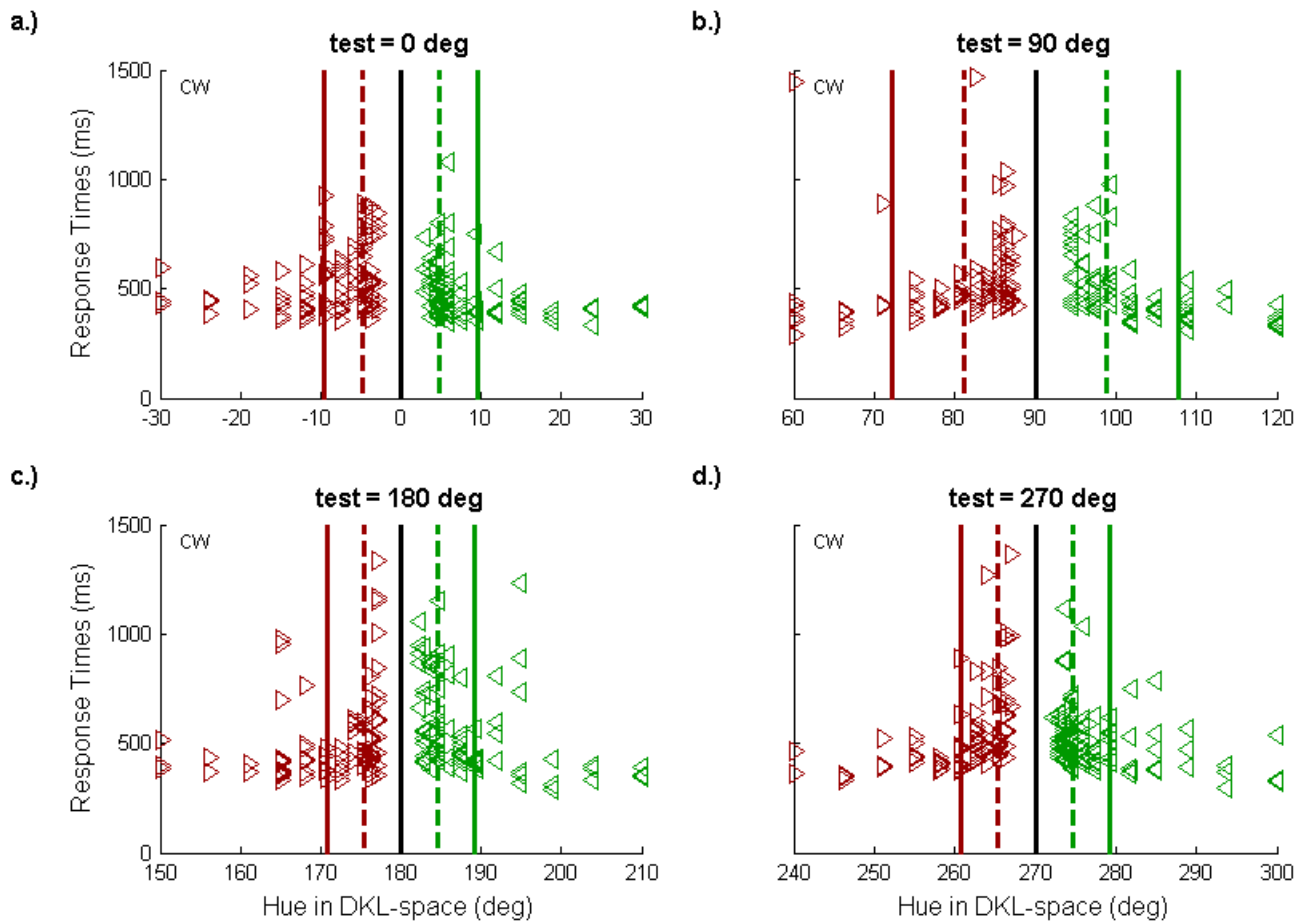 a.)
test = 0 deg
CW
Response Times (ms)
1500
1000
500
0
-30 -20 -10 0 10 20 30
b.)
test = 90 deg
CW
60 70 80 90 100 110 120
c.)
test = 180 deg
CW
Response Times (ms)
1500
1000
500
0
150 160 170 180 190 200 210
Hue in DKL-space (deg)
d.)
test = 270 deg
CW
240 250 260 270 280 290 300
Hue in DKL-space (deg)